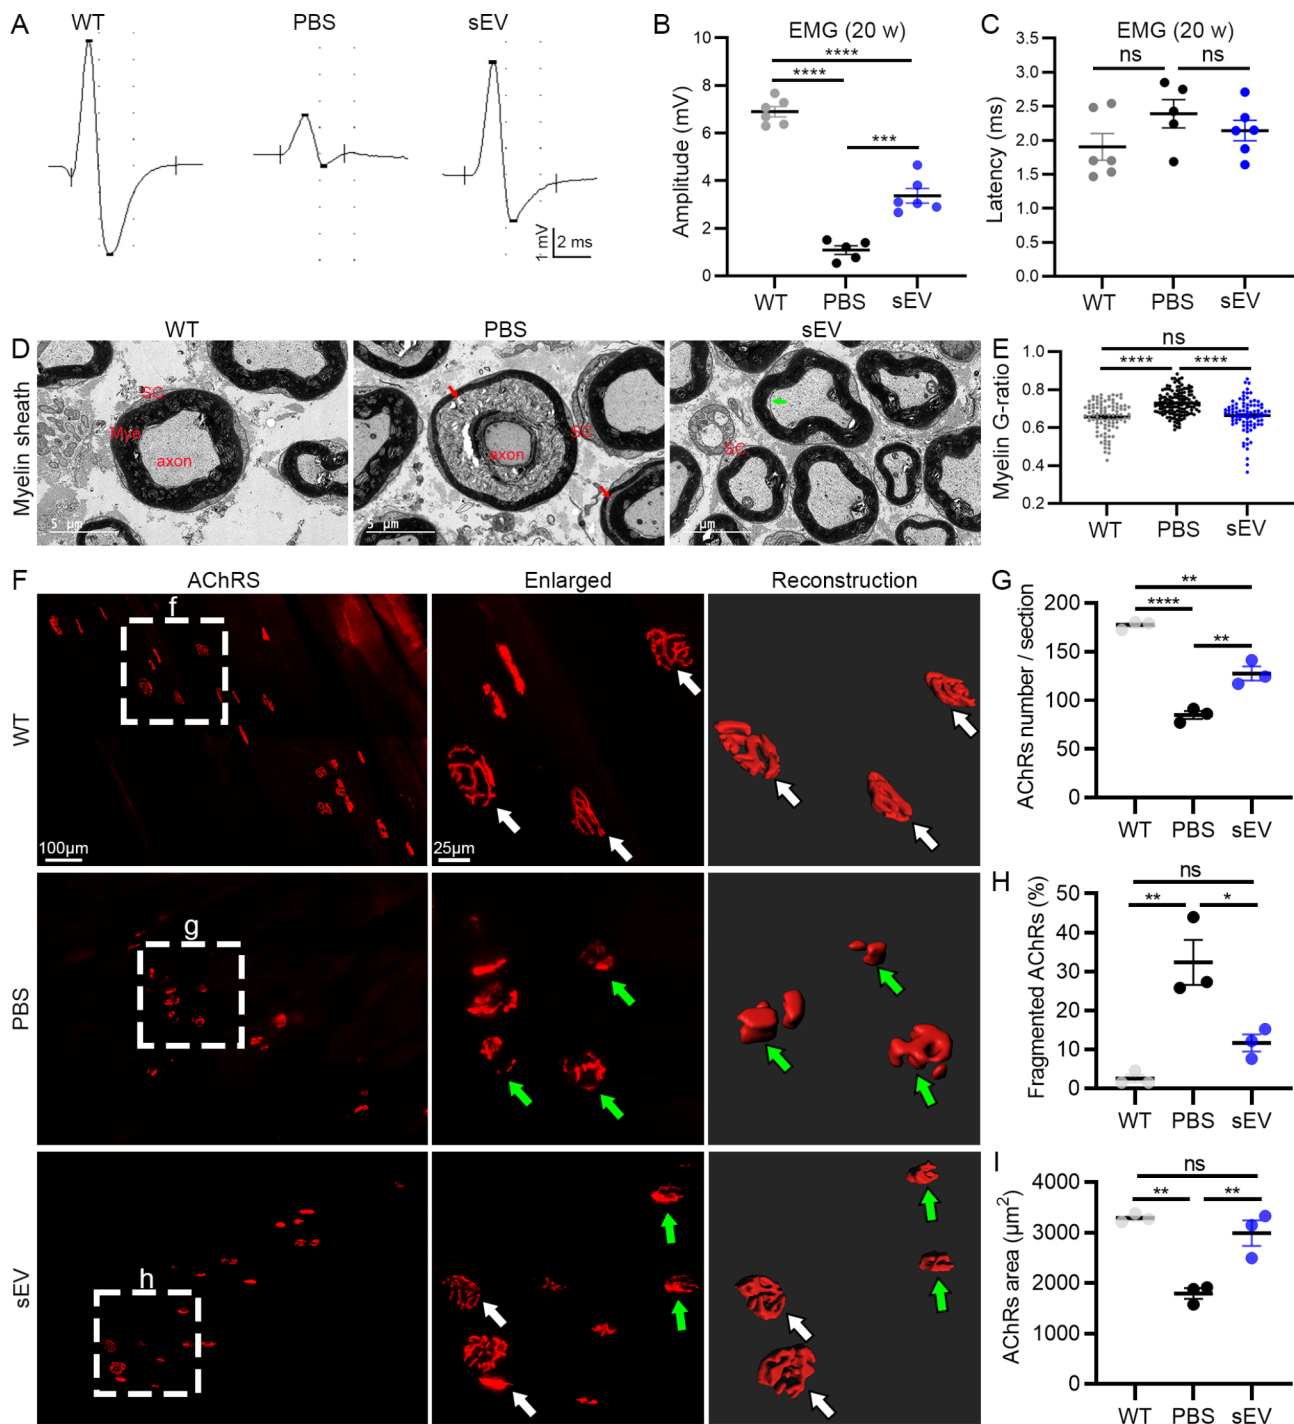 A
WT
PBS
sEV
1 mV
2 ms
B
EMG (20 w)
****
****
***
Amplitude (mV)
10
8
6
4
2
0
WT
PBS
sEV
C
EMG (20 w)
ns
ns
Latency (ms)
3.5
3.0
2.5
2.0
1.5
1.0
0.5
0.0
WT
PBS
sEV
D
WT
PBS
sEV
Myelin sheath
SC
Mye
axon
5 μm
SC
axon
5 μm
SC
5 μm
E
ns
****
****
Myelin G-ratio
1.0
0.8
0.6
0.4
0.2
WT
PBS
sEV
F
AChRS
Enlarged
Reconstruction
WT
f
100μm
25μm
PBS
g
sEV
h
G
**
****
**
AChRs number / section
200
150
100
50
0
WT
PBS
sEV
H
ns
**
*
Fragmented AChRs (%)
50
40
30
20
10
0
WT
PBS
sEV
I
ns
**
**
AChRs area (μm²)
4000
3000
2000
1000
0
WT
PBS
sEV